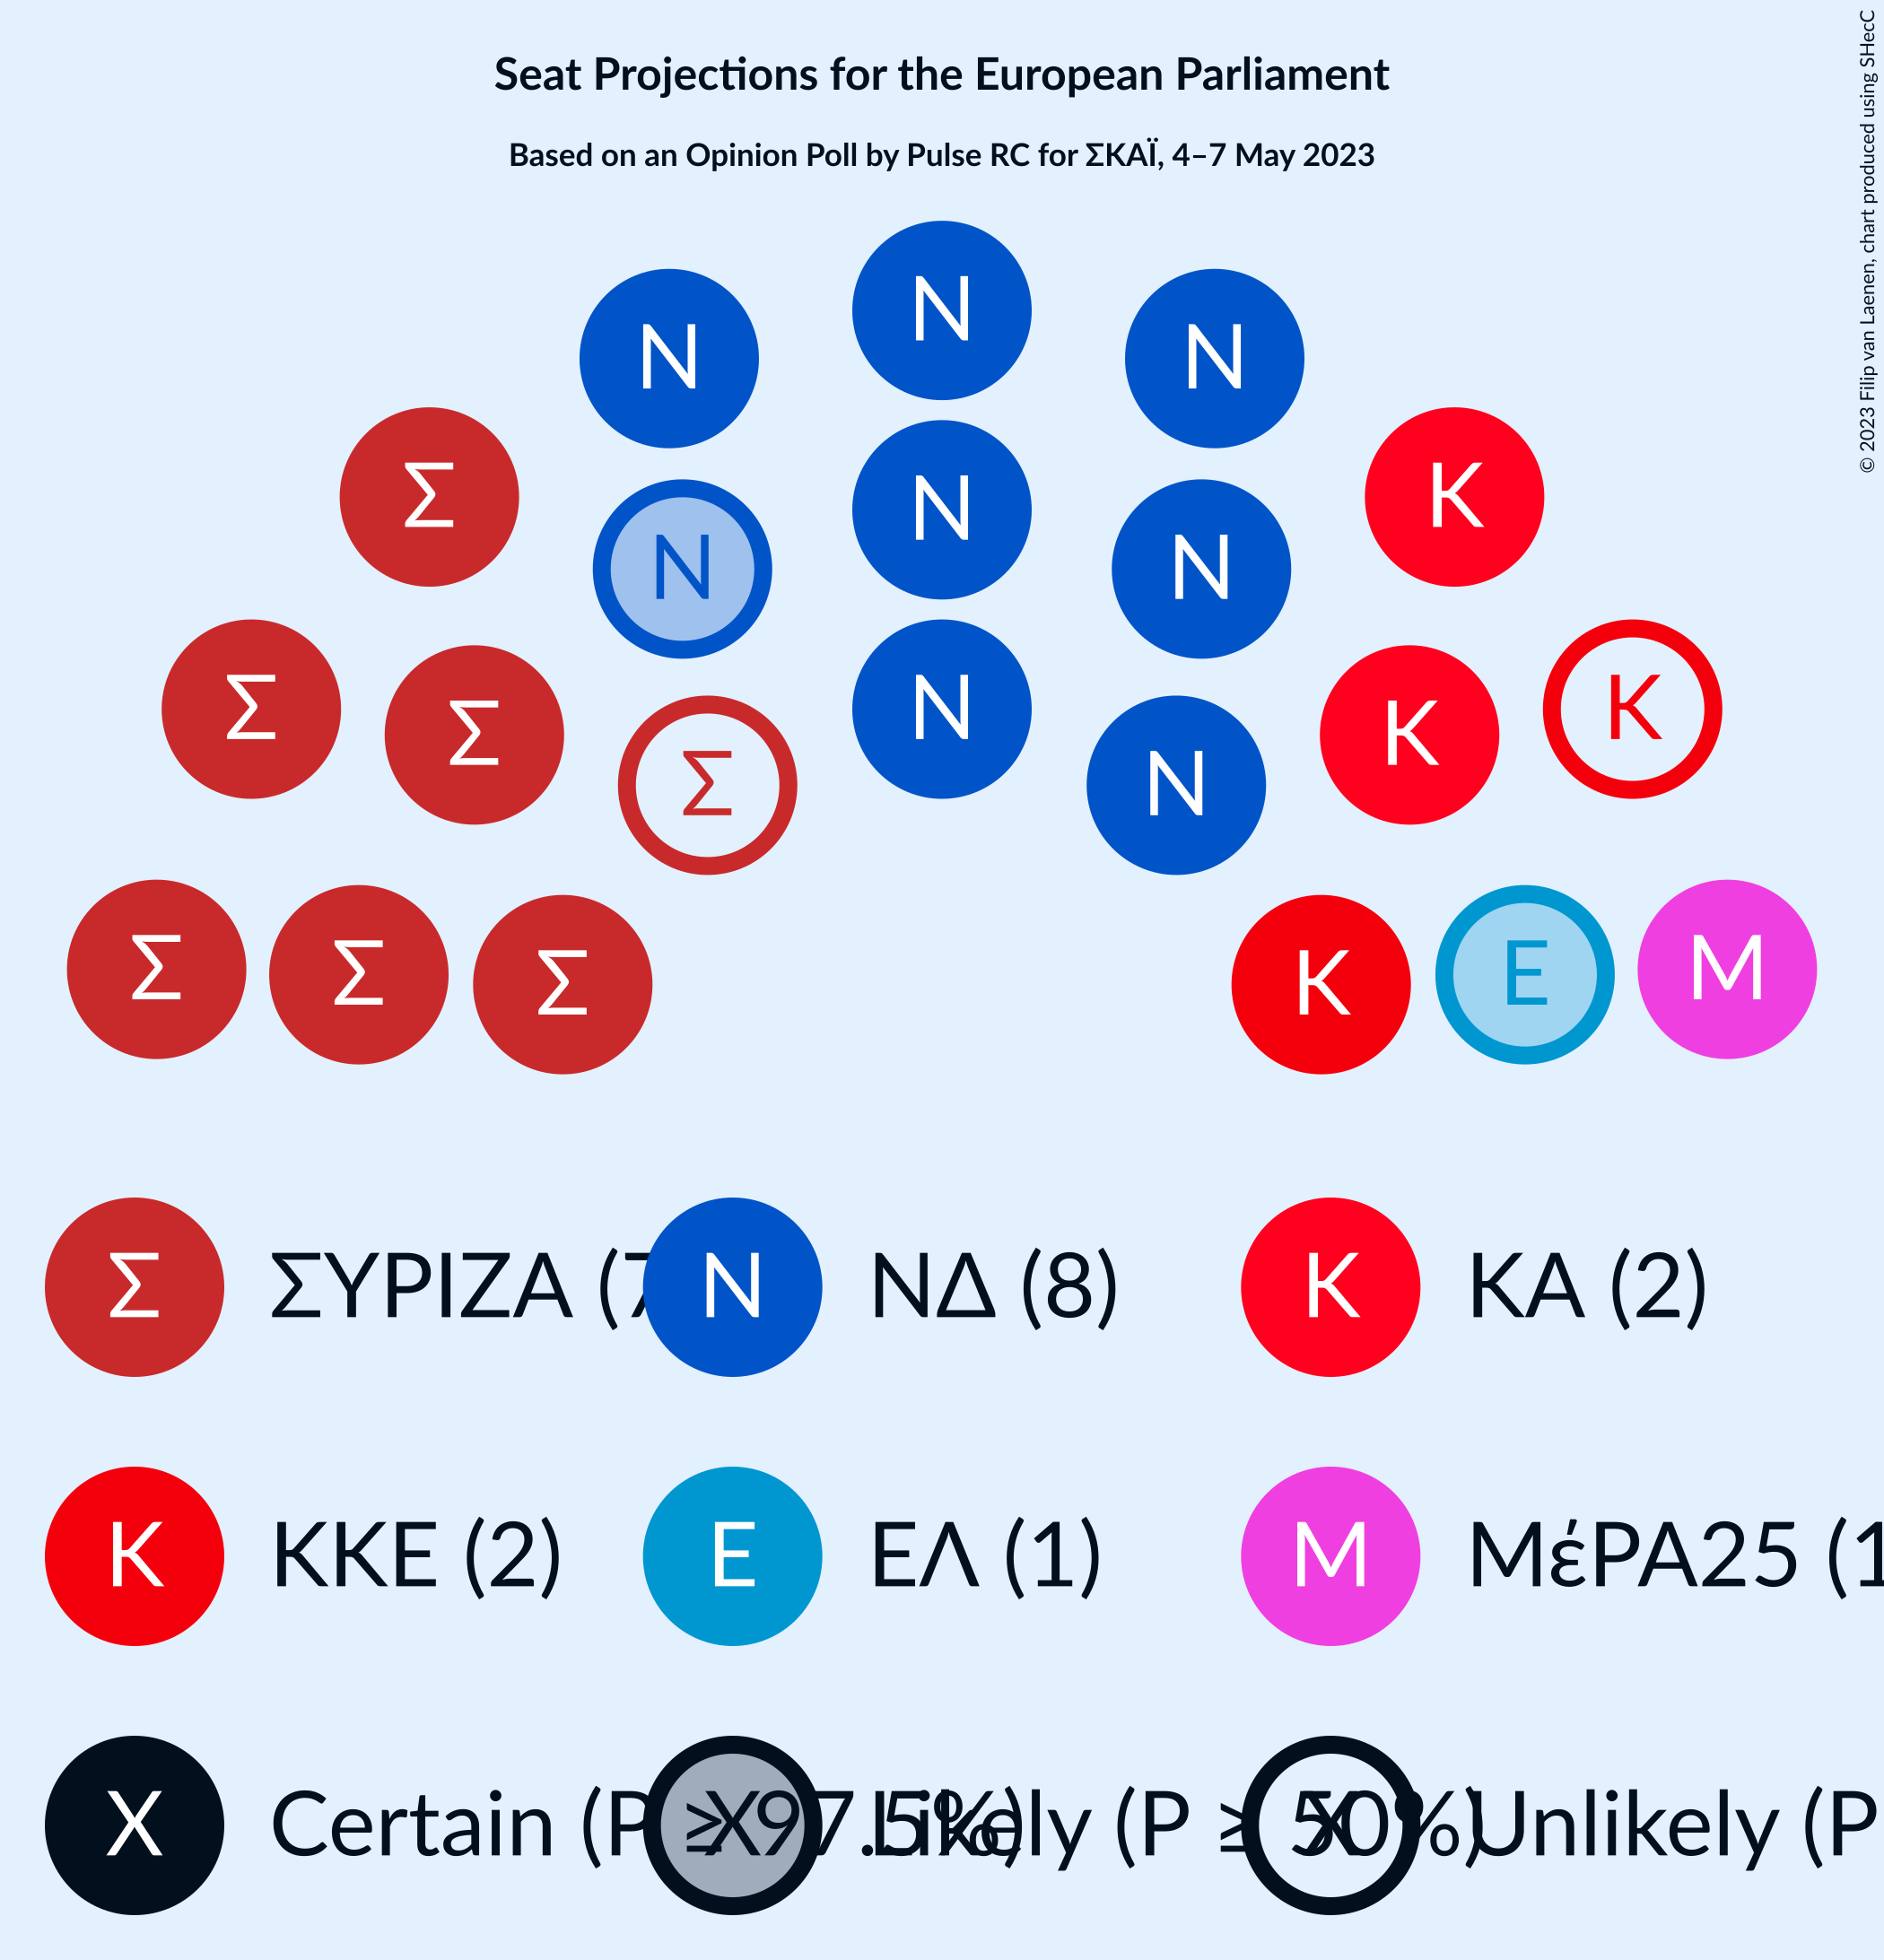 Seat Projections for the European Parliament
Based on an Opinion Poll by Pulse RC for ΣΚΑΪ, 4–7 May 2023
© 2023 Filip van Laenen, chart produced using SHecC
N
N N
Σ N K
N N
Σ Σ N K K
Σ N
Σ Σ Σ K E M
Σ ΣΥΡΙΖΑ (7 N ΝΔ (8) K ΚΑ (2)
K ΚΚΕ (2) E ΕΛ (1) M ΜέΡΑ25 (1
X Certain (P ≥ 97.5%) X Likely (P ≥ 50%) X Unlikely (P